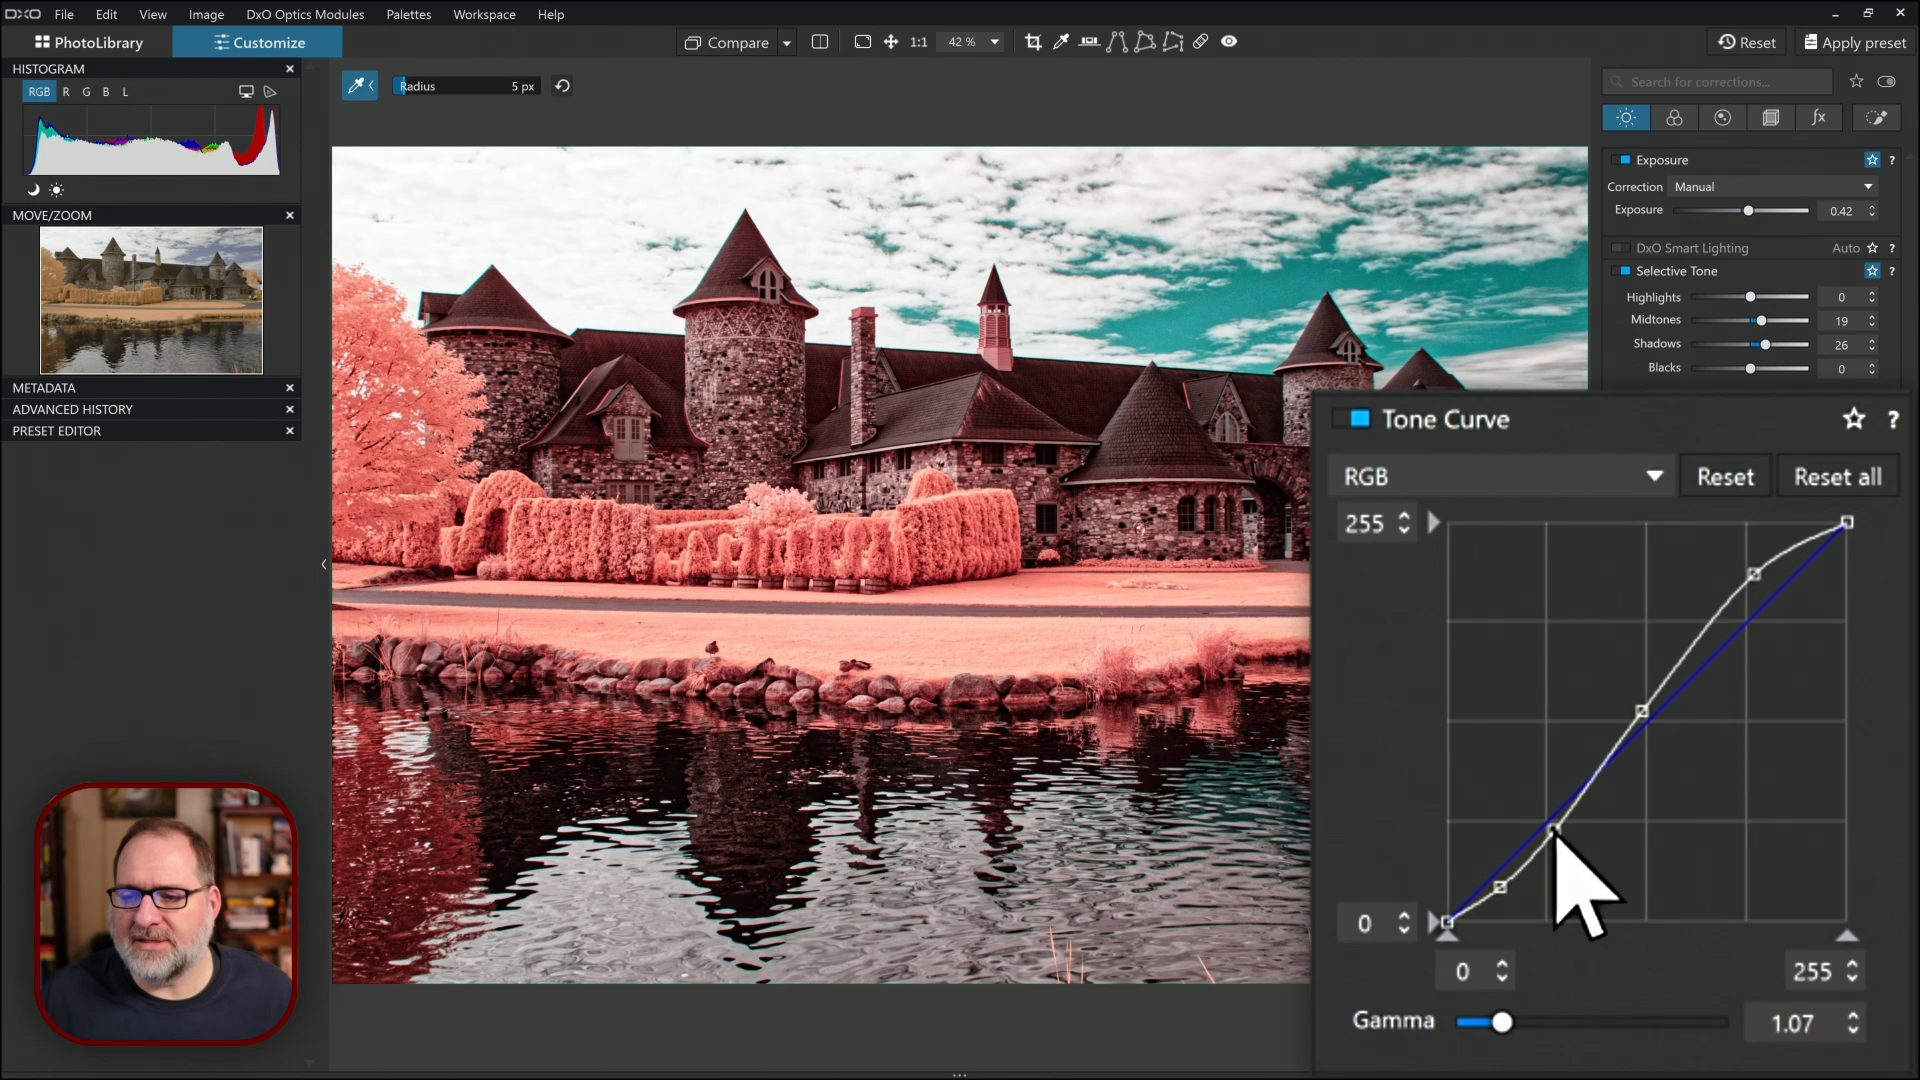 DXO File Edit View Image DxO Optics Modules Palettes Workspace Help
PhotoLibrary Customize Compare 1:1 42 % Reset Apply preset
HISTOGRAM
RGB R G B L
Radius 5 px
Search for corrections...
fx
Exposure ?
Correction Manual
Exposure 0.42
MOVE/ZOOM
DxO Smart Lighting Auto ?
Selective Tone ?
Highlights 0
Midtones 19
Shadows 26
Blacks 0
METADATA
ADVANCED HISTORY
PRESET EDITOR
Tone Curve ?
RGB Reset Reset all
255
0
0 255
Gamma 1.07